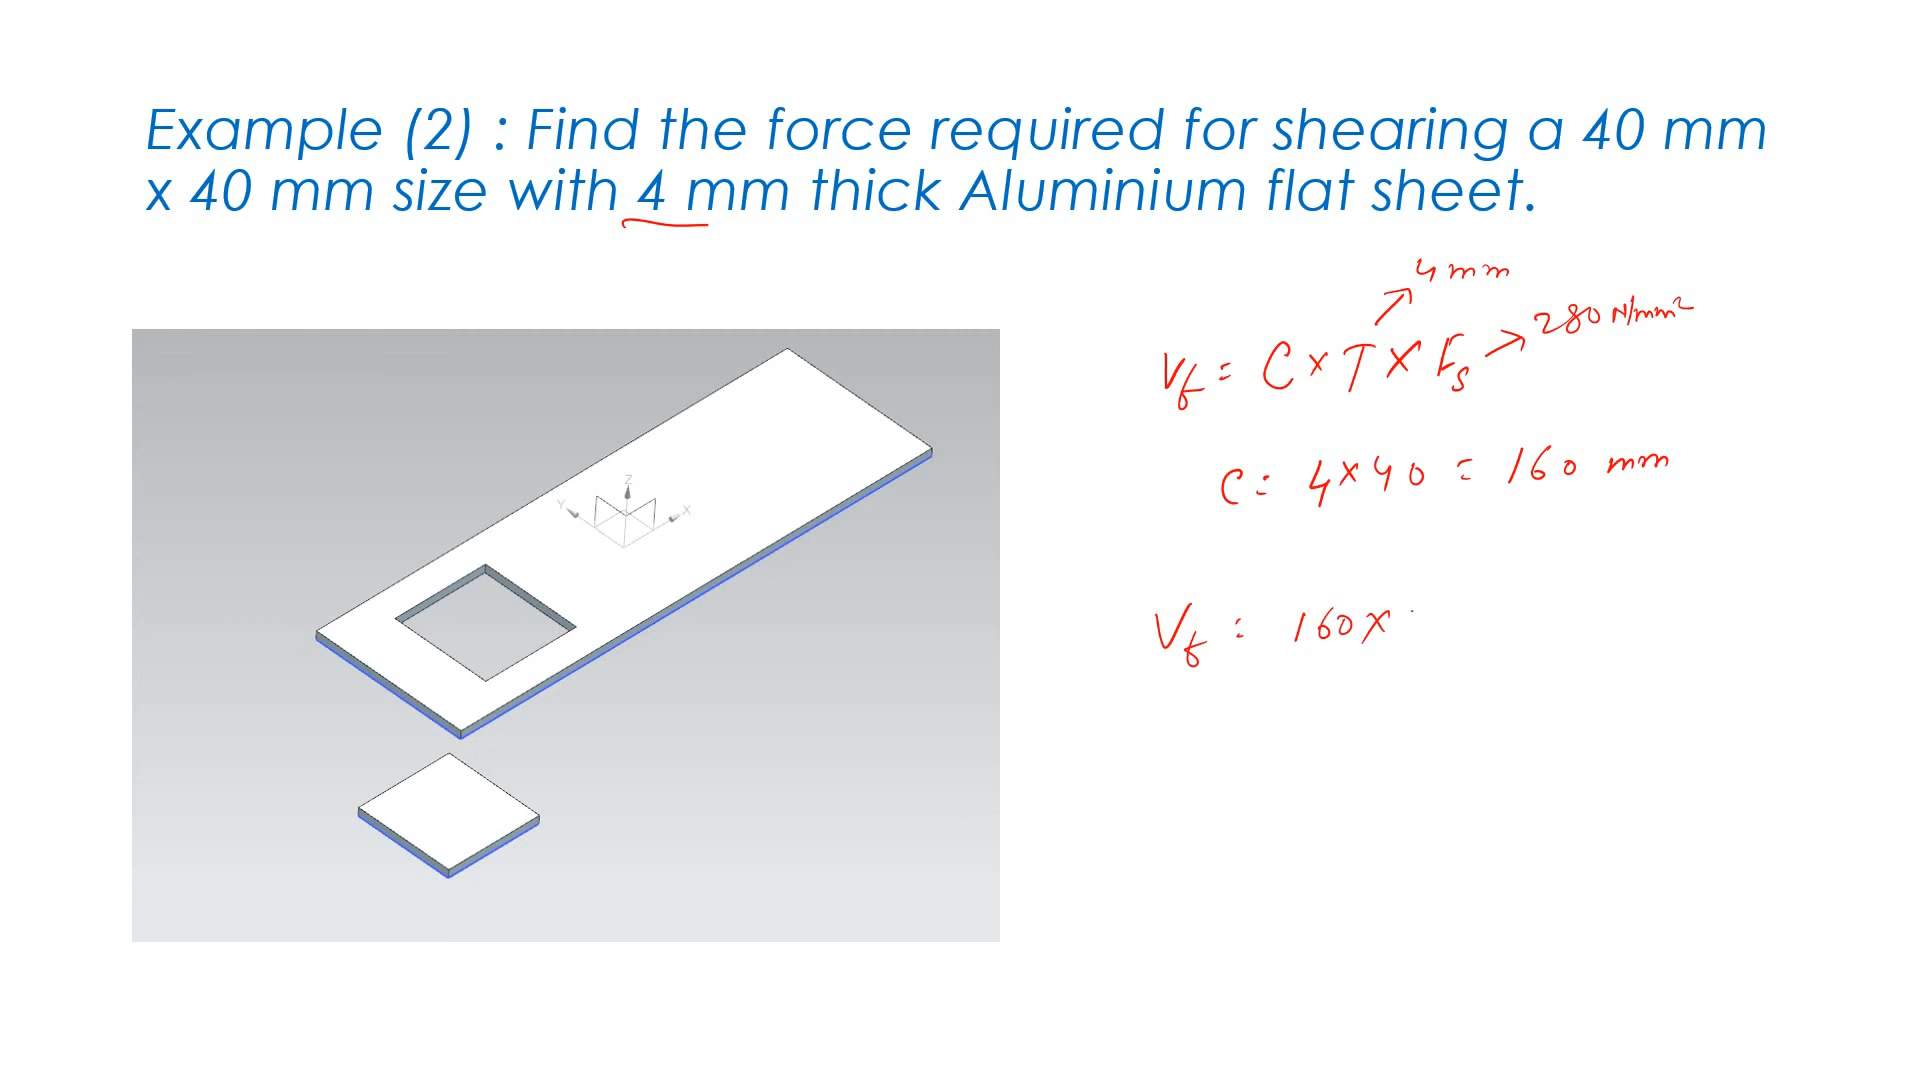 Example (2) : Find the force required for shearing a 40 mm
x 40 mm size with 4 mm thick Aluminium flat sheet.
4 mm
280 N/mm²
Vf = C x T x Fs
C = 4 x 40 = 160 mm
Z
Y
X
Vf = 160 x